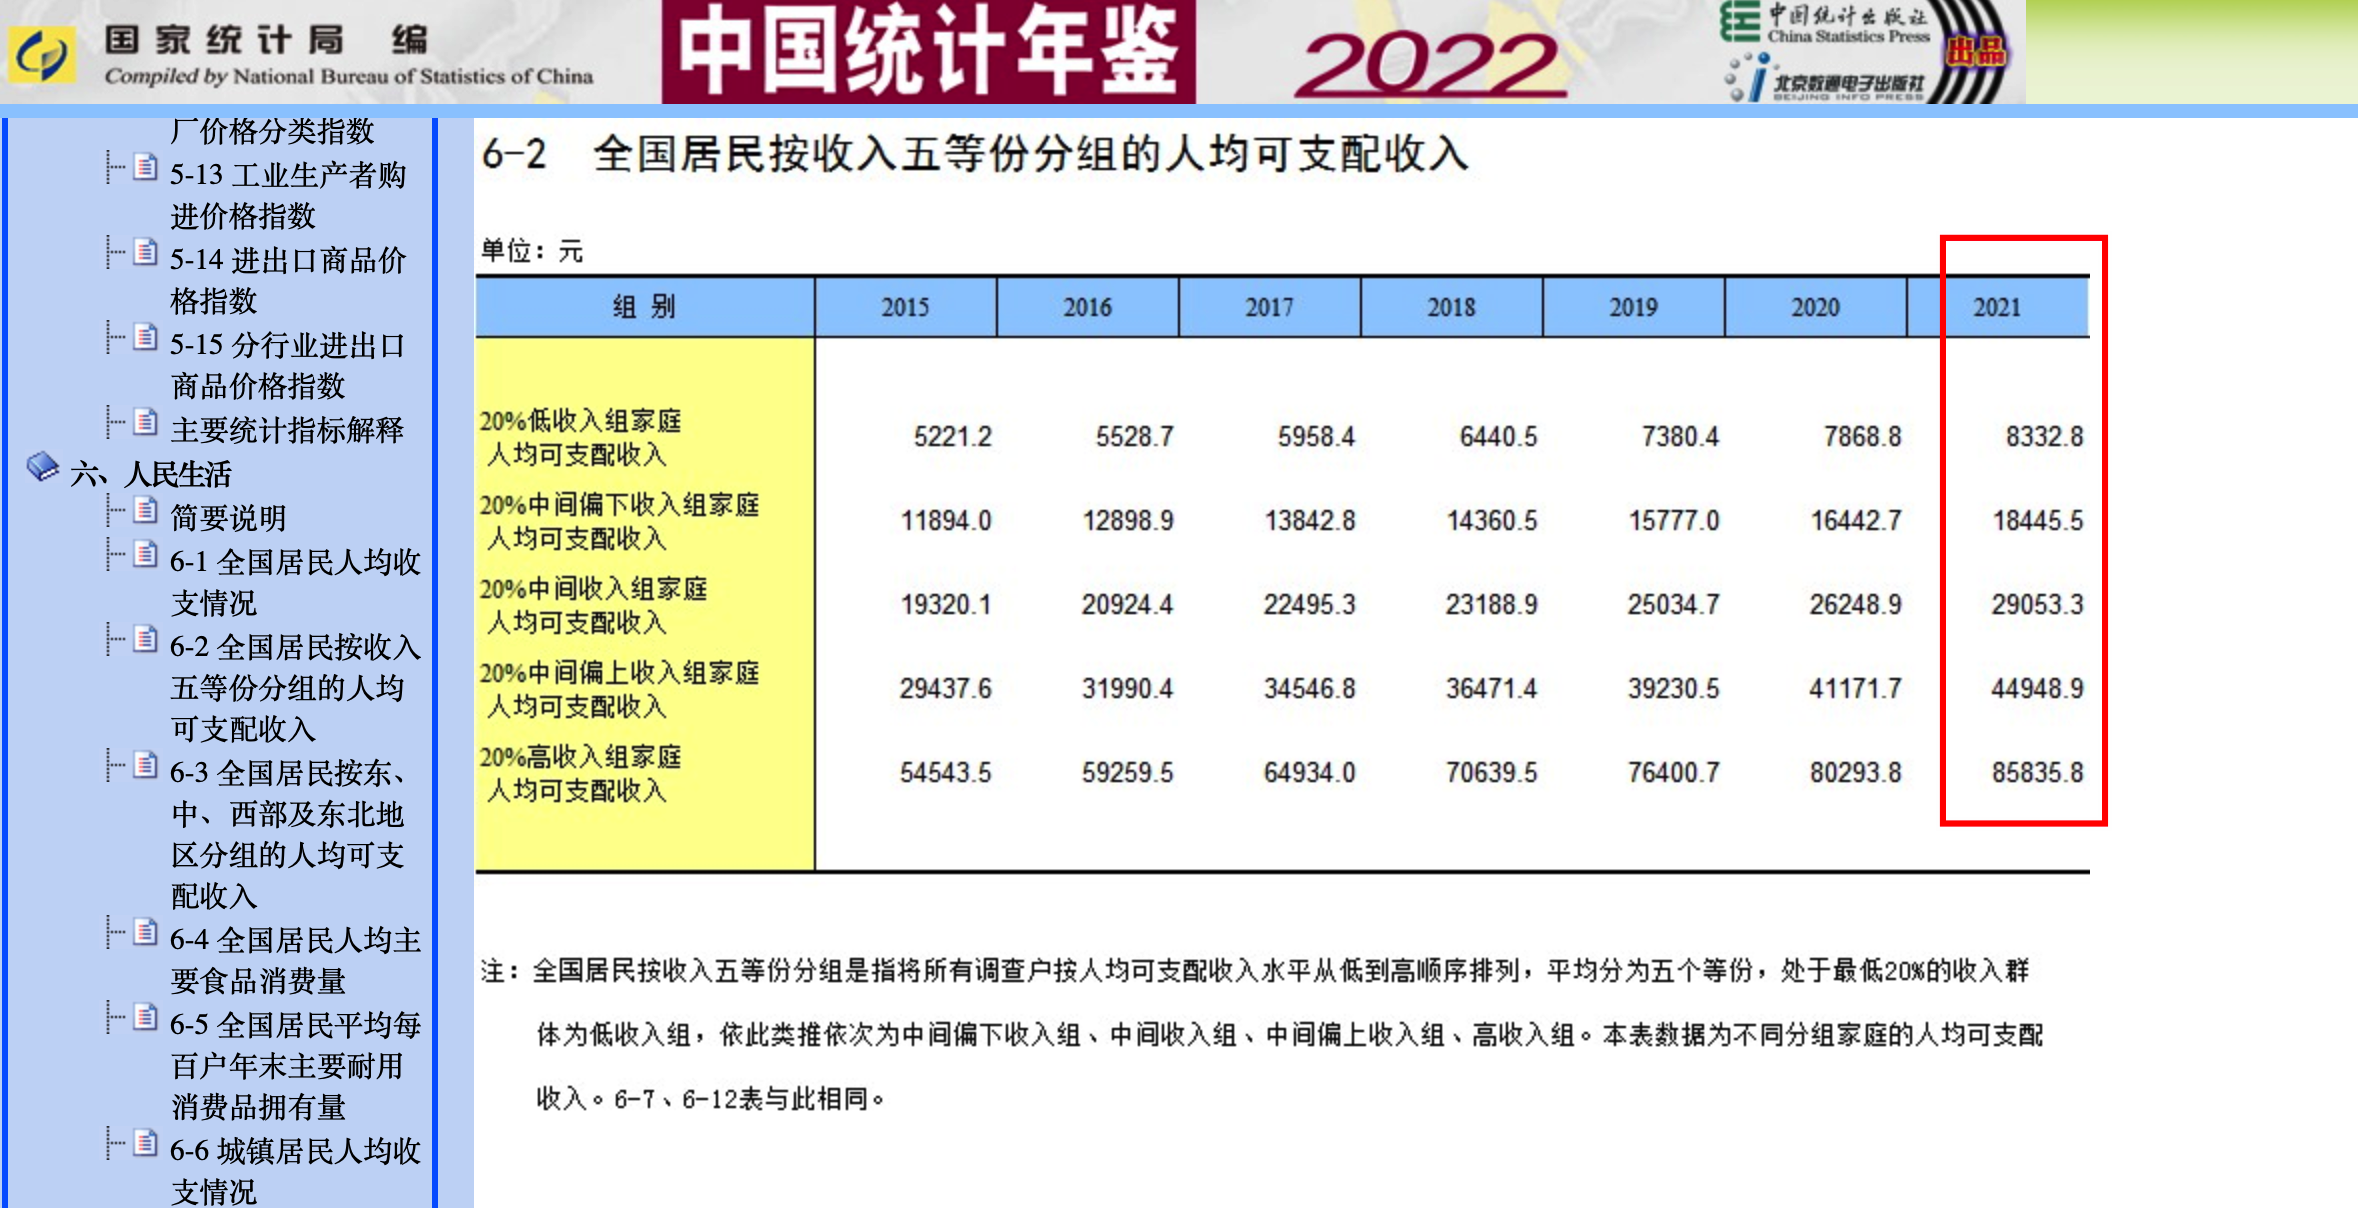 国家统计局 编
Compiled by National Bureau of Statistics of China
中国统计年鉴
2022
中国统计出版社
China Statistics Press
北京数通电子出版社
BEIJING INFO PRESS
出品
厂价格分类指数
5-13 工业生产者购
进价格指数
5-14 进出口商品价
格指数
5-15 分行业进出口
商品价格指数
主要统计指标解释
六、人民生活
简要说明
6-1 全国居民人均收
支情况
6-2 全国居民按收入
五等份分组的人均
可支配收入
6-3 全国居民按东、
中、西部及东北地
区分组的人均可支
配收入
6-4 全国居民人均主
要食品消费量
6-5 全国居民平均每
百户年末主要耐用
消费品拥有量
6-6 城镇居民人均收
支情况
6-2 全国居民按收入五等份分组的人均可支配收入
单位：元
组 别 2015 2016 2017 2018 2019 2020 2021
20%低收入组家庭
人均可支配收入 5221.2 5528.7 5958.4 6440.5 7380.4 7868.8 8332.8
20%中间偏下收入组家庭
人均可支配收入 11894.0 12898.9 13842.8 14360.5 15777.0 16442.7 18445.5
20%中间收入组家庭
人均可支配收入 19320.1 20924.4 22495.3 23188.9 25034.7 26248.9 29053.3
20%中间偏上收入组家庭
人均可支配收入 29437.6 31990.4 34546.8 36471.4 39230.5 41171.7 44948.9
20%高收入组家庭
人均可支配收入 54543.5 59259.5 64934.0 70639.5 76400.7 80293.8 85835.8
注：全国居民按收入五等份分组是指将所有调查户按人均可支配收入水平从低到高顺序排列，平均分为五个等份，处于最低20%的收入群
体为低收入组，依此类推依次为中间偏下收入组、中间收入组、中间偏上收入组、高收入组。本表数据为不同分组家庭的人均可支配
收入。6-7、6-12表与此相同。